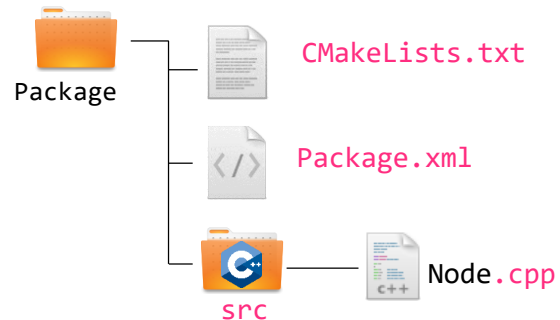 CMakeLists.txt
Package
Package.xml
C++
Node.cpp
c++
src